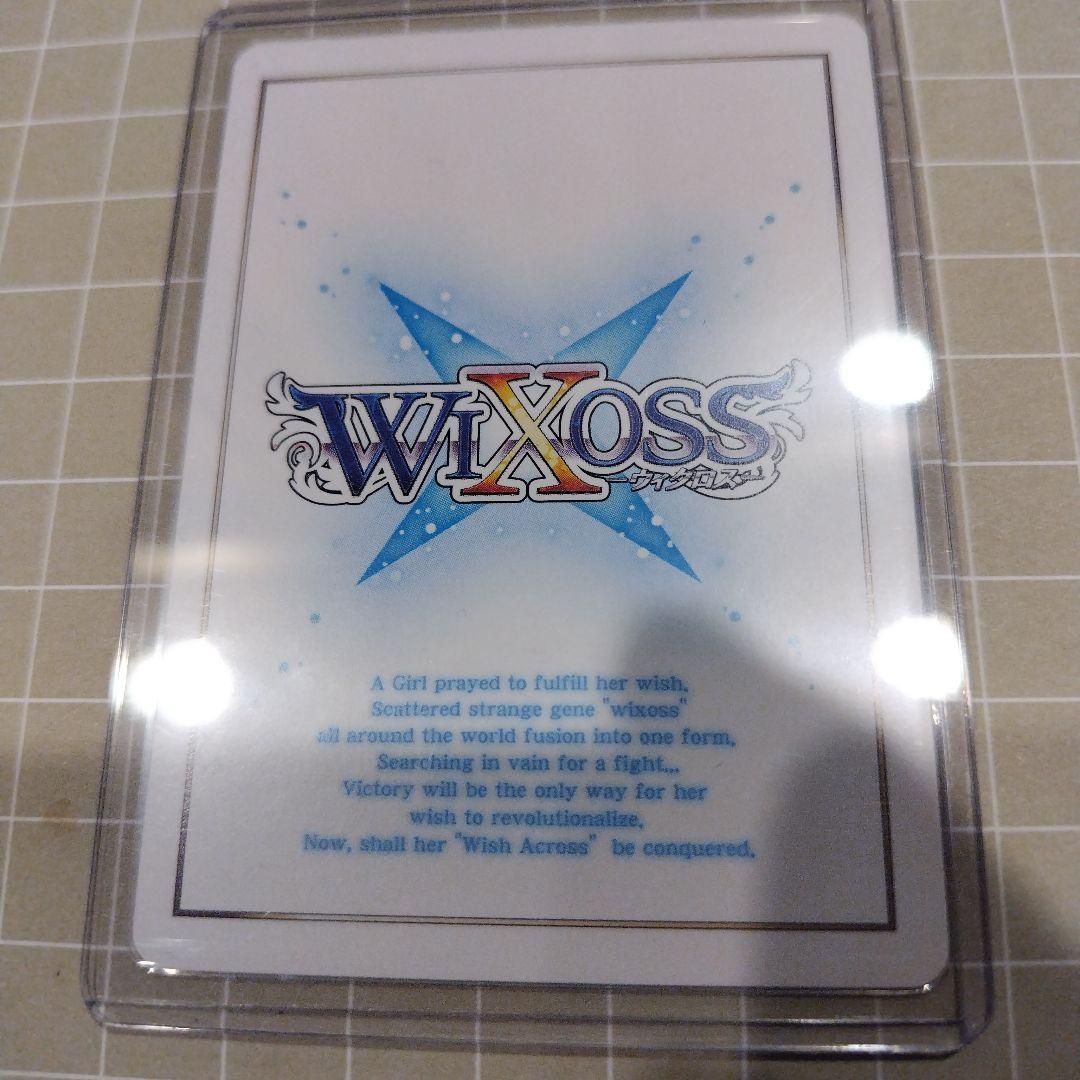 WIXOSS
ーウィクロスー
A Girl prayed to fulfill her wish.
Scattered strange gene "wixoss"
all around the world fusion into one form.
Searching in vain for a fight...
Victory will be the only way for her
wish to revolutionalize.
Now, shall her "Wish Across" be conquered.